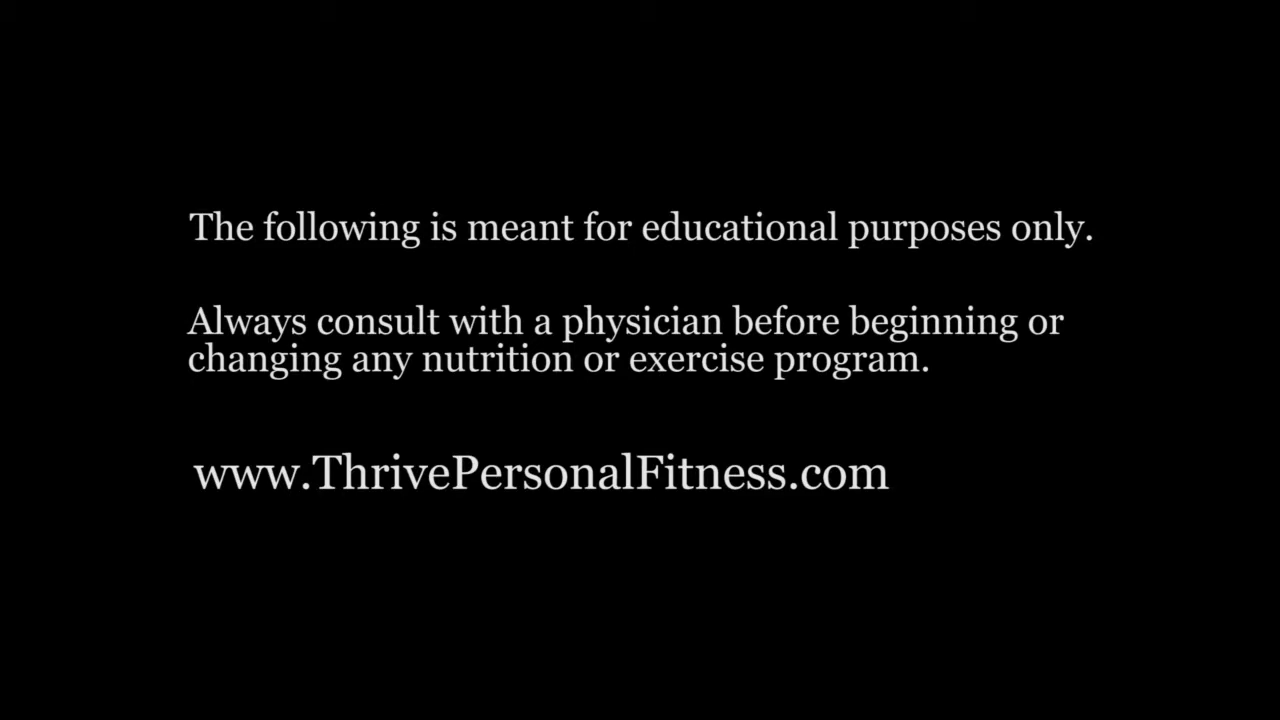 The following is meant for educational purposes only.
Always consult with a physician before beginning or
changing any nutrition or exercise program.
www.ThrivePersonalFitness.com